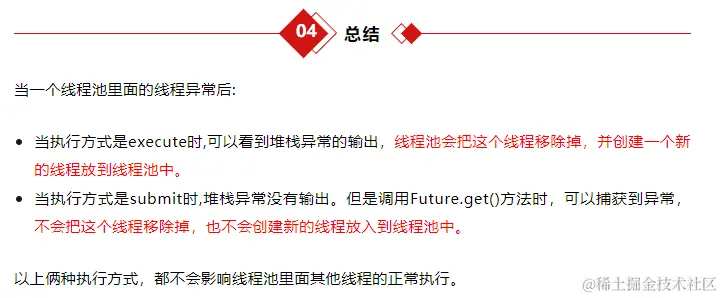 04 总结
当一个线程池里面的线程异常后:
当执行方式是execute时,可以看到堆栈异常的输出，线程池会把这个线程移除掉，并创建一个新
的线程放到线程池中。
当执行方式是submit时,堆栈异常没有输出。但是调用Future.get()方法时，可以捕获到异常，
不会把这个线程移除掉，也不会创建新的线程放入到线程池中。
以上俩种执行方式，都不会影响线程池里面其他线程的正常执行。
@稀土掘金技术社区